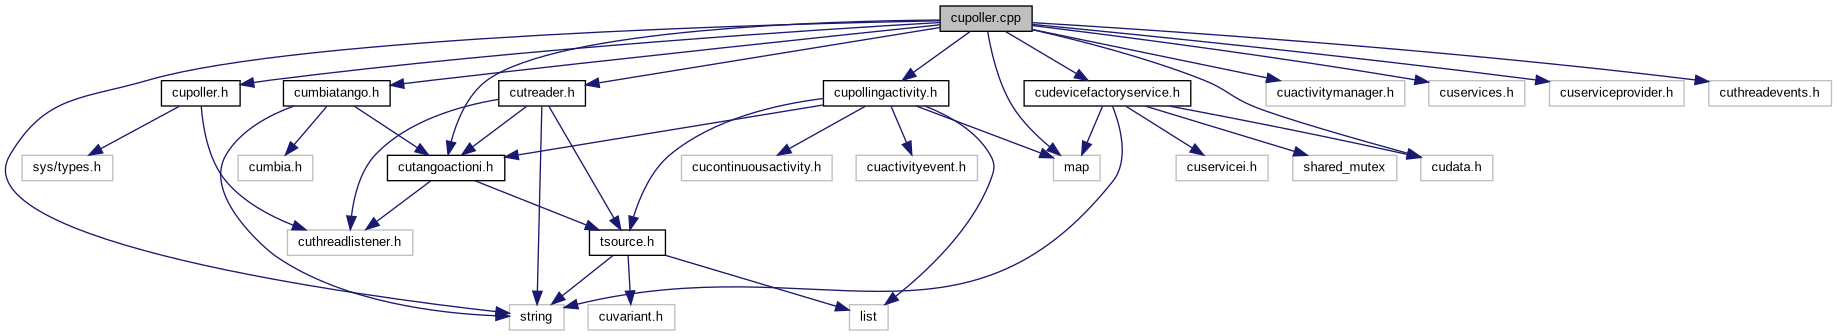 cupoller.cpp
cupoller.h
cumbiatango.h
cutreader.h
cupollingactivity.h
cudevicefactoryservice.h
cuactivitymanager.h
cuservices.h
cuserviceprovider.h
cuthreadevents.h
sys/types.h
cumbia.h
cutangoactioni.h
cucontinuousactivity.h
cuactivityevent.h
map
cuservicei.h
shared_mutex
cudata.h
cuthreadlistener.h
tsource.h
string
cuvariant.h
list